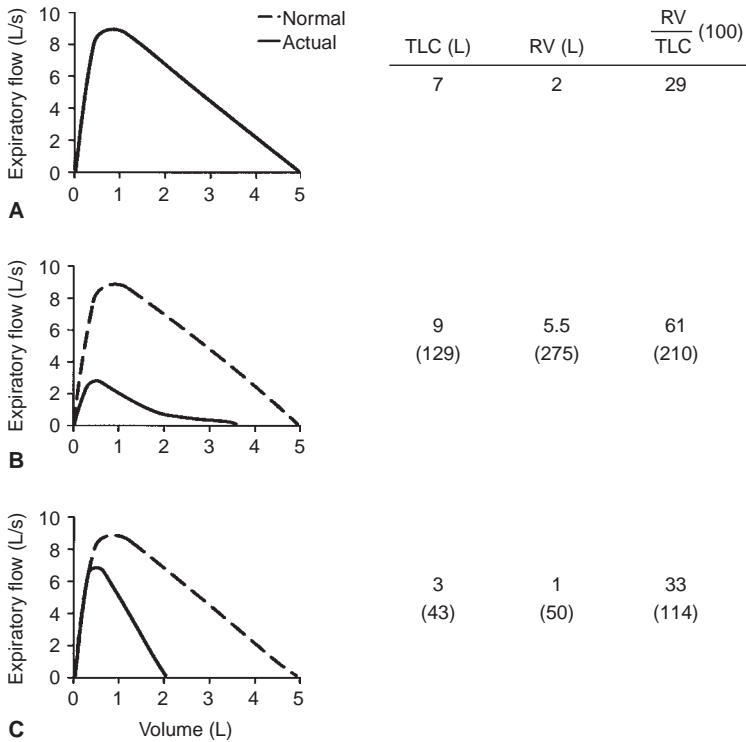 Expiratory flow (L/s)
10
8
6
4
2
0
0 1 2 3 4 5
Normal
Actual
A
TLC (L) RV (L) RV/TLC (100)
7 2 29
Expiratory flow (L/s)
10
8
6
4
2
0
0 1 2 3 4 5
B
9 5.5 61
(129) (275) (210)
Expiratory flow (L/s)
10
8
6
4
2
0
0 1 2 3 4 5
C
Volume (L)
3 1 33
(43) (50) (114)